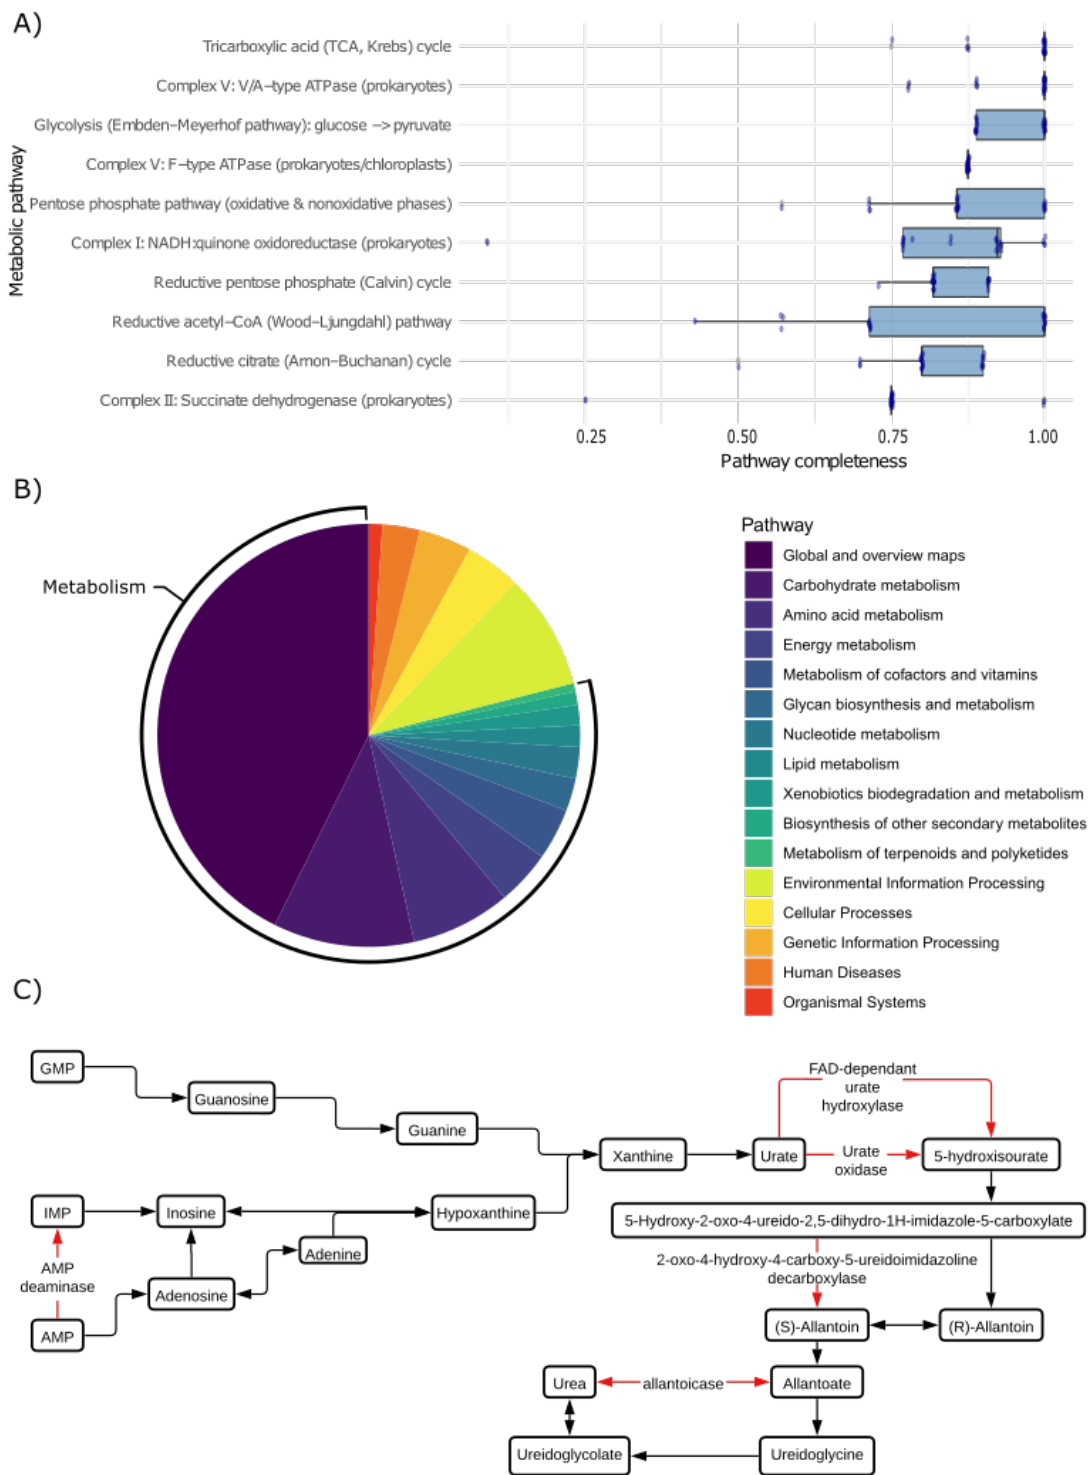 A)
Metabolic pathway
Tricarboxylic acid (TCA, Krebs) cycle
Complex V: V/A-type ATPase (prokaryotes)
Glycolysis (Embden-Meyerhof pathway): glucose -> pyruvate
Complex V: F-type ATPase (prokaryotes/chloroplasts)
Pentose phosphate pathway (oxidative & nonoxidative phases)
Complex I: NADH:quinone oxidoreductase (prokaryotes)
Reductive pentose phosphate (Calvin) cycle
Reductive acetyl-CoA (Wood-Ljungdahl) pathway
Reductive citrate (Arnon-Buchanan) cycle
Complex II: Succinate dehydrogenase (prokaryotes)
0.25 0.50 0.75 1.00
Pathway completeness
B)
Metabolism
Pathway
Global and overview maps
Carbohydrate metabolism
Amino acid metabolism
Energy metabolism
Metabolism of cofactors and vitamins
Glycan biosynthesis and metabolism
Nucleotide metabolism
Lipid metabolism
Xenobiotics biodegradation and metabolism
Biosynthesis of other secondary metabolites
Metabolism of terpenoids and polyketides
Environmental Information Processing
Cellular Processes
Genetic Information Processing
Human Diseases
Organismal Systems
C)
GMP
Guanosine
Guanine
Xanthine
Urate
FAD-dependant
urate
hydroxylase
Urate
oxidase
5-hydroxisourate
IMP
Inosine
Hypoxanthine
Adenine
AMP
deaminase
Adenosine
AMP
5-Hydroxy-2-oxo-4-ureido-2,5-dihydro-1H-imidazole-5-carboxylate
2-oxo-4-hydroxy-4-carboxy-5-ureidoimidazoline
decarboxylase
(S)-Allantoin
(R)-Allantoin
Urea
allantoicase
Allantoate
Ureidoglycolate
Ureidoglycine